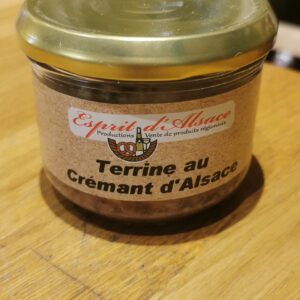 Esprit d'Alsace
Productions Vente de produits régionaux
Terrine au
Crémant d'Alsace